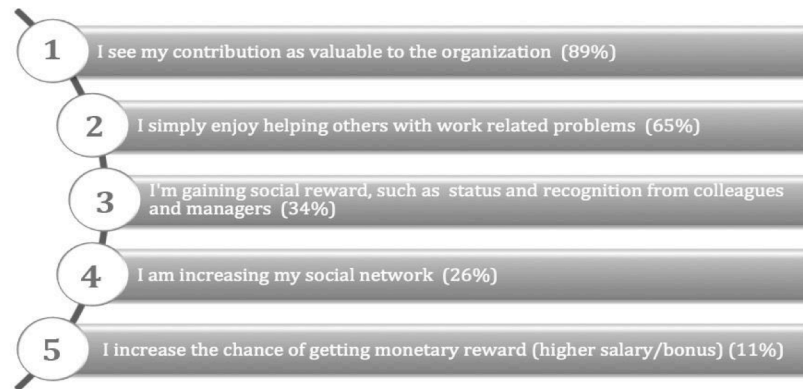 1 I see my contribution as valuable to the organization (89%)
2 I simply enjoy helping others with work related problems (65%)
3 I'm gaining social reward, such as status and recognition from colleagues
and managers (34%)
4 I am increasing my social network (26%)
5 I increase the chance of getting monetary reward (higher salary/bonus) (11%)